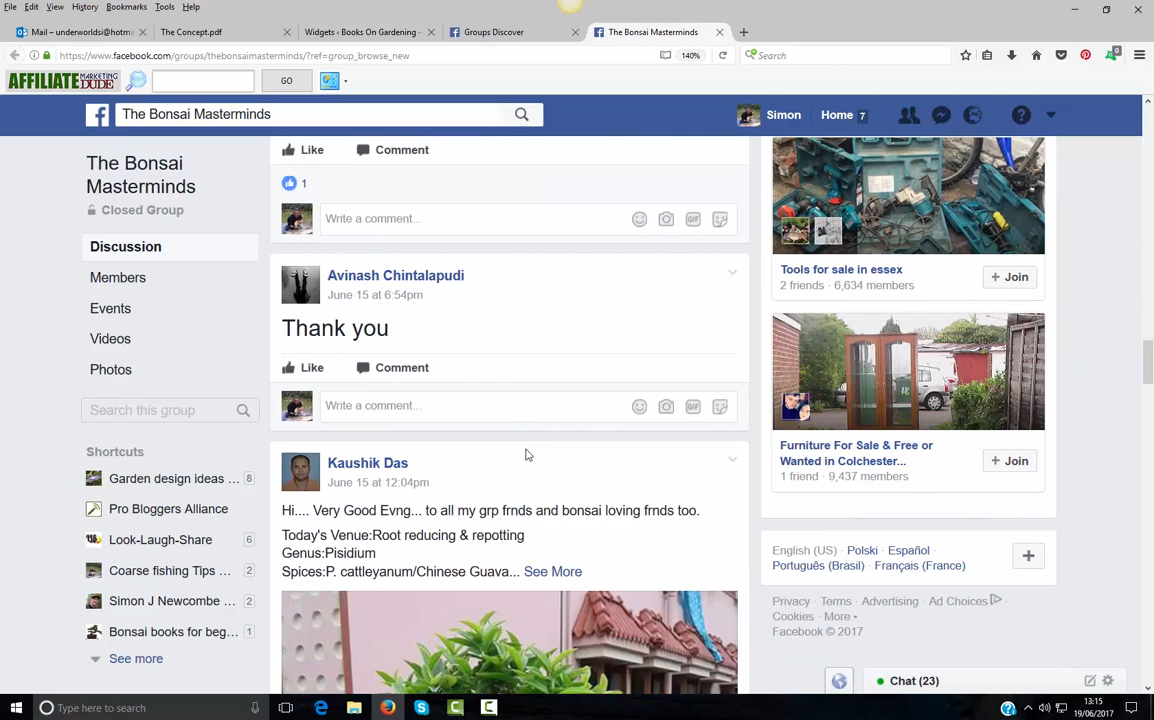 File Edit View History Bookmarks Tools Help
Mail – underworldsi@hotma
The Concept.pdf
Widgets ‹ Books On Gardening -
Groups Discover
The Bonsai Masterminds
https://www.facebook.com/groups/thebonsaimasterminds/?ref=group_browse_new
140%
Search
0
AFFILIATE MARKETING DUDE
GO
The Bonsai Masterminds
Simon
Home 7
The Bonsai
Masterminds
Closed Group
Discussion
Members
Events
Videos
Photos
Search this group
Shortcuts
Garden design ideas ... 8
Pro Bloggers Alliance
Look-Laugh-Share 6
Coarse fishing Tips ... 2
Simon J Newcombe ... 2
Bonsai books for beg... 1
See more
Like Comment
1
Write a comment...
GIF
Avinash Chintalapudi
June 15 at 6:54pm
Thank you
Like Comment
Write a comment...
GIF
Kaushik Das
June 15 at 12:04pm
Hi.... Very Good Evng... to all my grp frnds and bonsai loving frnds too.
Today's Venue:Root reducing & repotting
Genus:Pisidium
Spices:P. cattleyanum/Chinese Guava... See More
Tools for sale in essex
2 friends · 6,634 members
+ Join
Furniture For Sale & Free or
Wanted in Colchester...
1 friend · 9,437 members
+ Join
English (US) · Polski · Español ·
Português (Brasil) · Français (France)
Privacy · Terms · Advertising · Ad Choices ·
Cookies · More
Facebook © 2017
Chat (23)
Type here to search
13:15
19/06/2017